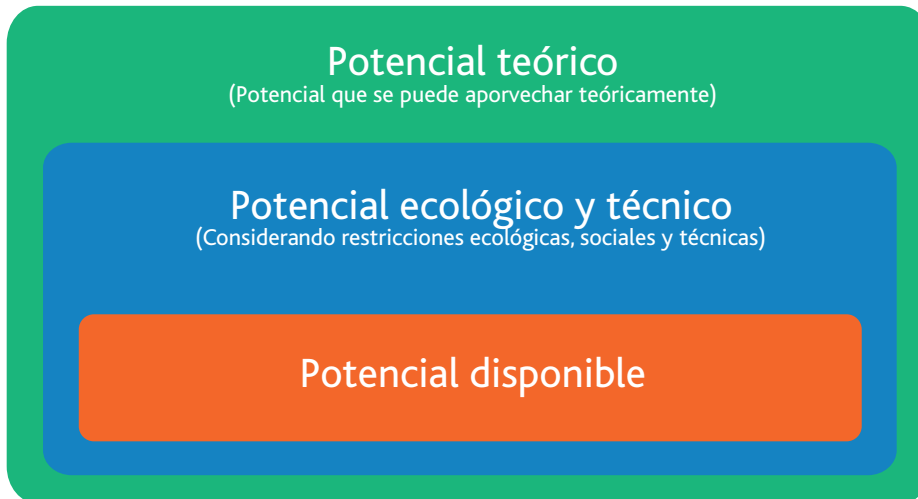 Potencial teórico
(Potencial que se puede aporvechar teóricamente)
Potencial ecológico y técnico
(Considerando restricciones ecológicas, sociales y técnicas)
Potencial disponible